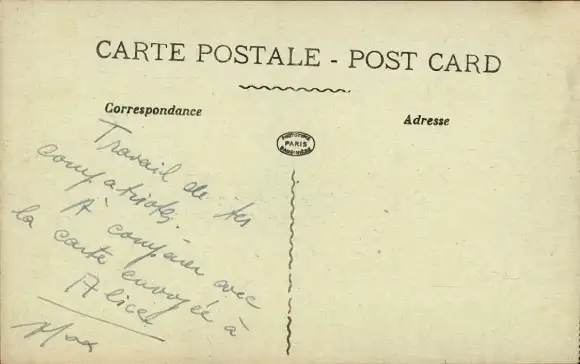 CARTE POSTALE - POST CARD
Correspondance
Adresse
PARIS
Travail de tes
compatriotes.
À comparer avec
la carte envoyée à
Alice.
Max